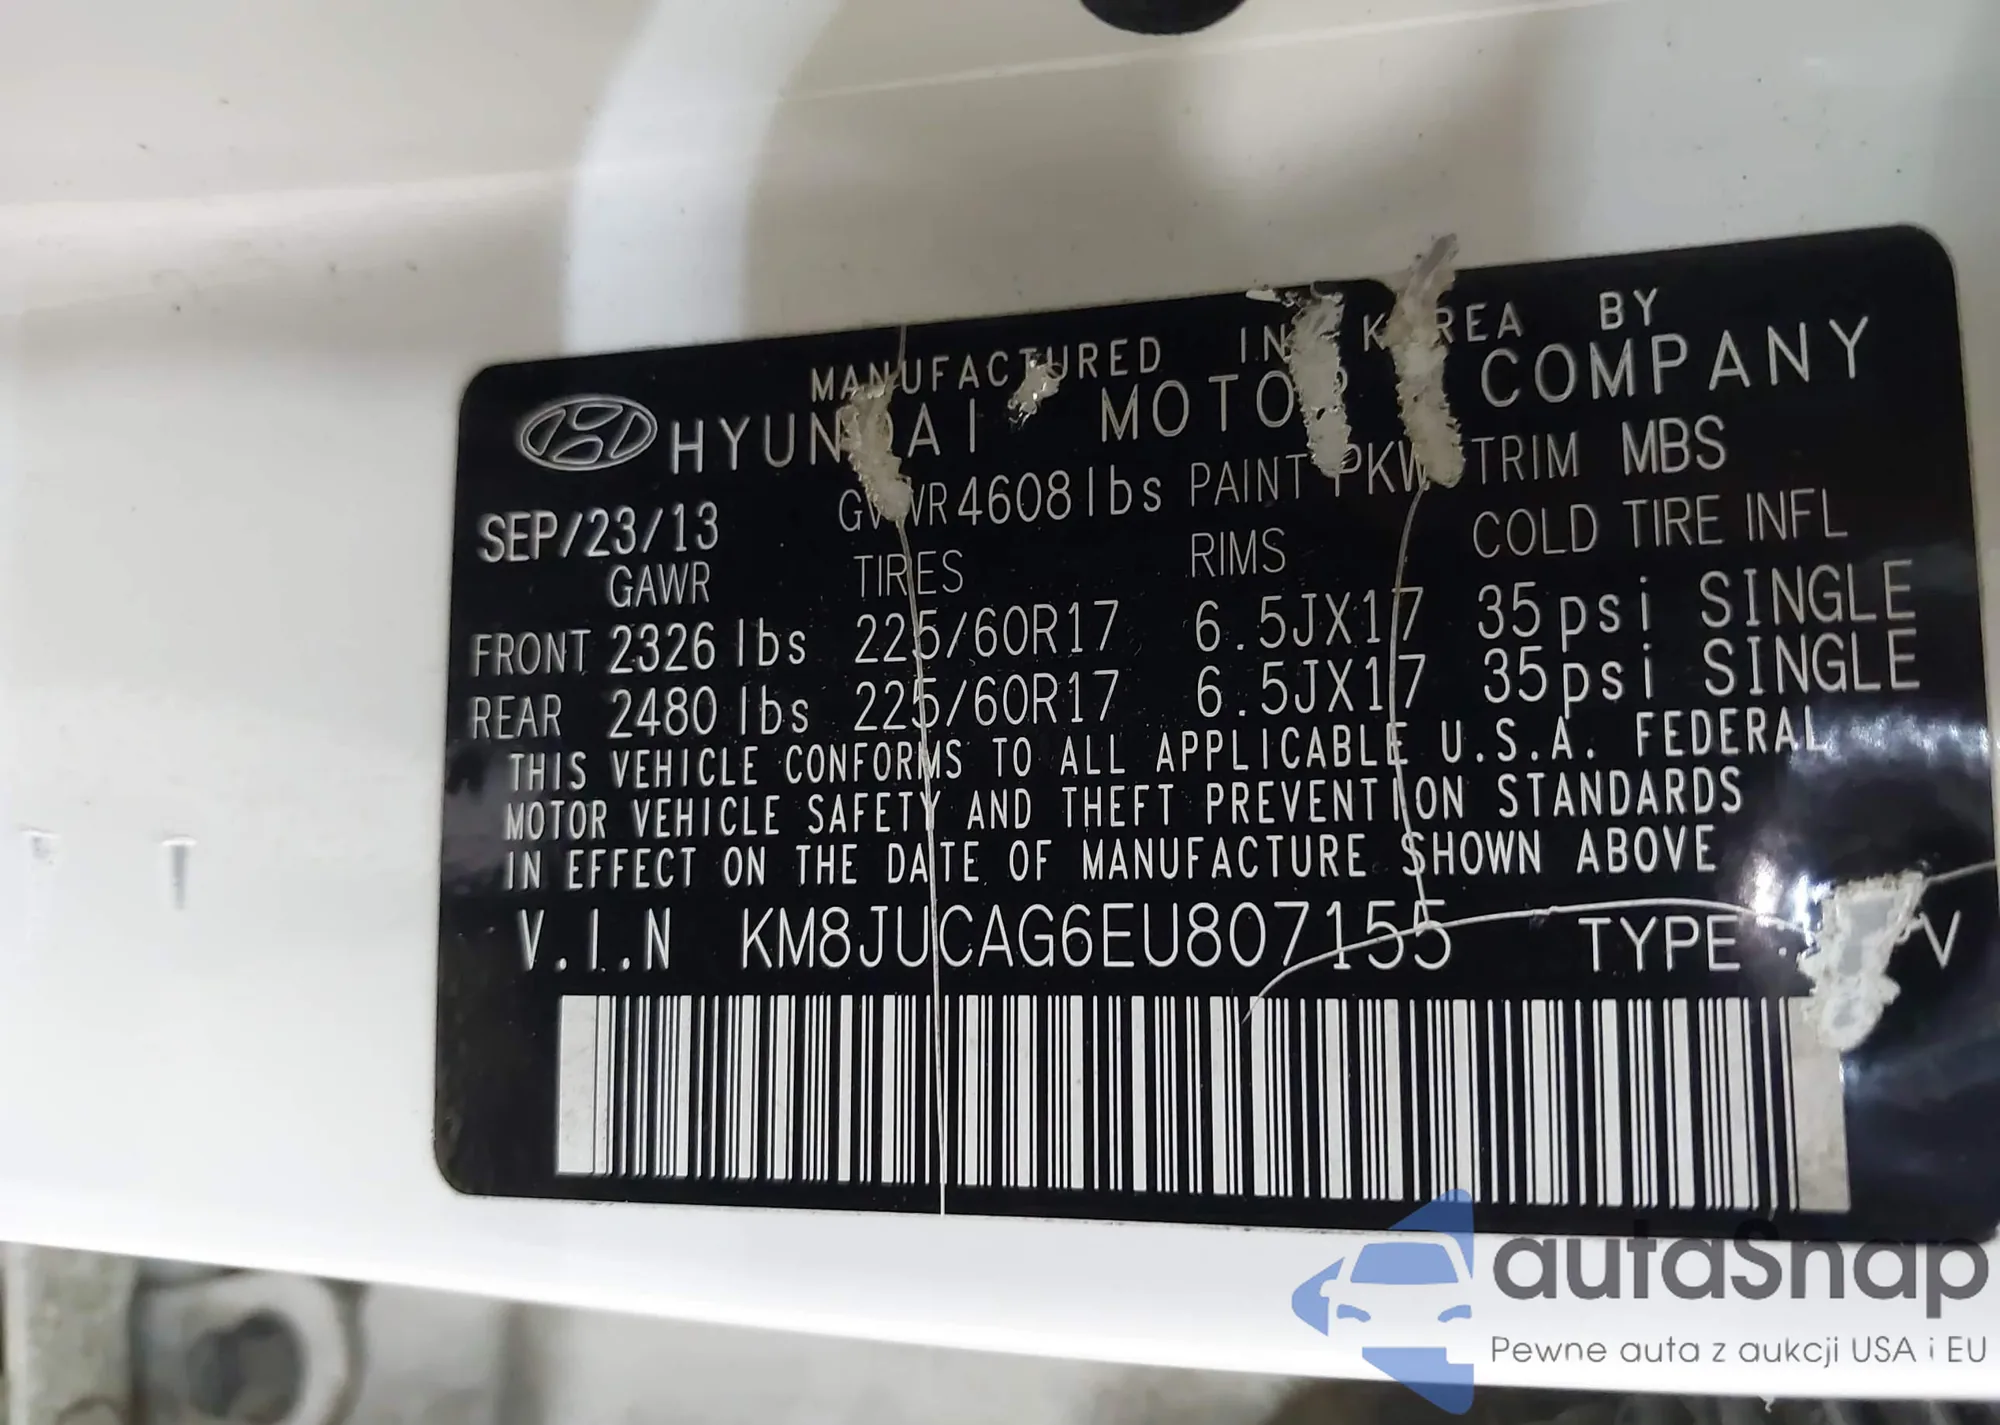 MANUFACTURED IN KOREA BY
HYUNDAI MOTOR COMPANY
SEP/23/13 GVWR 4608 lbs PAINT PKW TRIM MBS
GAWR TIRES RIMS COLD TIRE INFL
FRONT 2326 lbs 225/60R17 6.5JX17 35psi SINGLE
REAR 2480 lbs 225/60R17 6.5JX17 35psi SINGLE
THIS VEHICLE CONFORMS TO ALL APPLICABLE U.S.A. FEDERAL
MOTOR VEHICLE SAFETY AND THEFT PREVENTION STANDARDS
IN EFFECT ON THE DATE OF MANUFACTURE SHOWN ABOVE
V.I.N KM8JUCAG6EU807155 TYPE :
autaSnap
Pewne auta z aukcji USA i EU